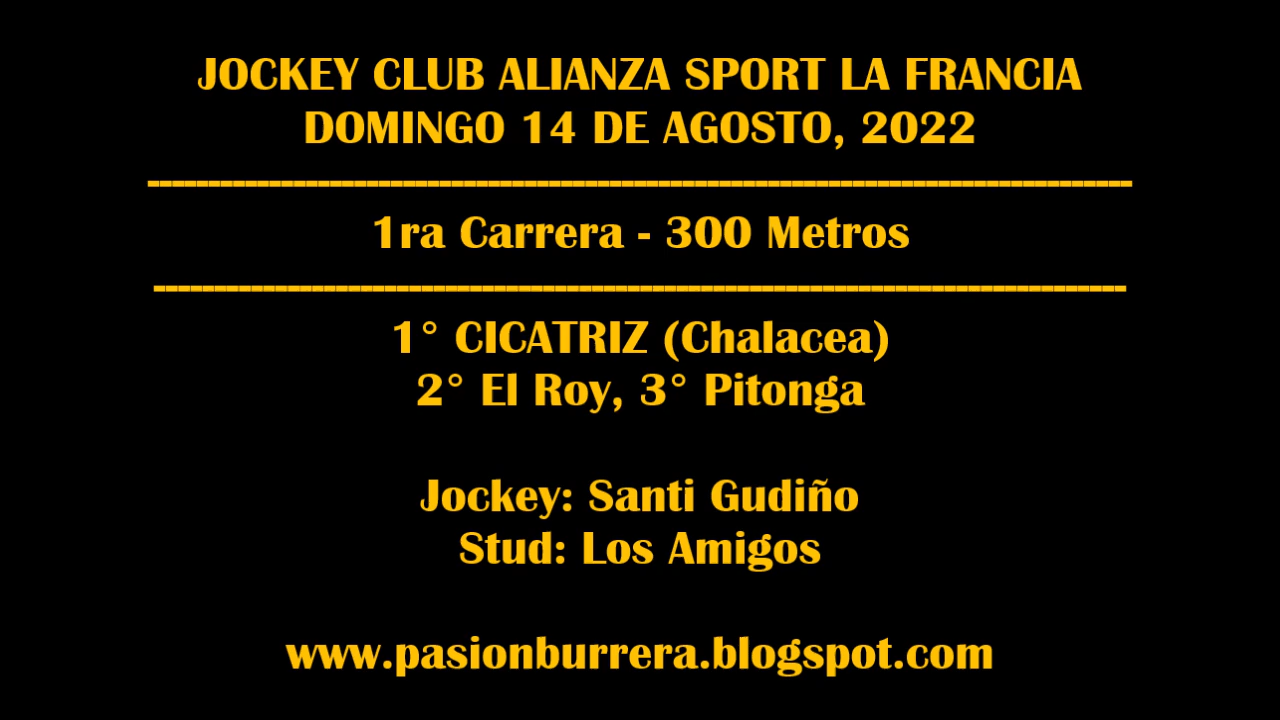 JOCKEY CLUB ALIANZA SPORT LA FRANCIA
DOMINGO 14 DE AGOSTO, 2022
1ra Carrera - 300 Metros
1° CICATRIZ (Chalacea)
2° El Roy, 3° Pitonga
Jockey: Santi Gudiño
Stud: Los Amigos
www.pasionburrera.blogspot.com